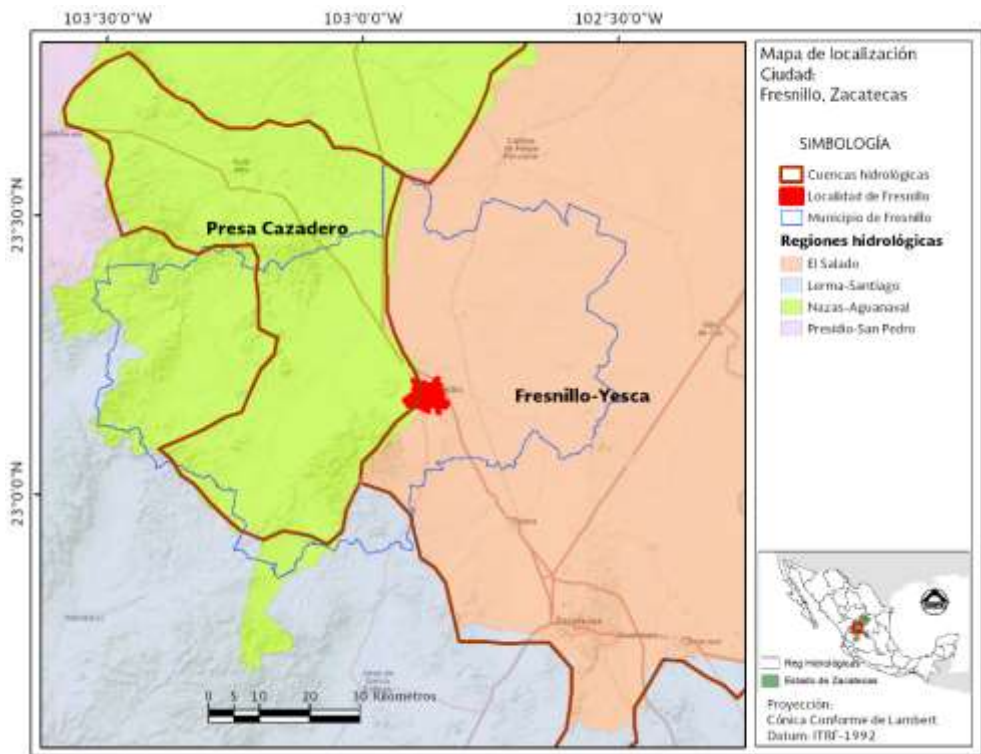 103°30'0"W
103°0'0"W
102°30'0"W
23°30'0"N
23°0'0"N
Presa Cazadero
Fresnillo-Yesca
0 5 10 20 30 Kilómetros
Mapa de localización
Ciudad:
Fresnillo, Zacatecas
SIMBOLOGÍA
Cuencas hidrológicas
Localidad de Fresnillo
Municipio de Fresnillo
Regiones hidrológicas
El Salado
Lerma-Santiago
Nazas-Aguanaval
Presidio-San Pedro
Reg Hidrológicas
Estado de Zacatecas
Proyección:
Cónica Conforme de Lambert
Datum: ITRF-1992